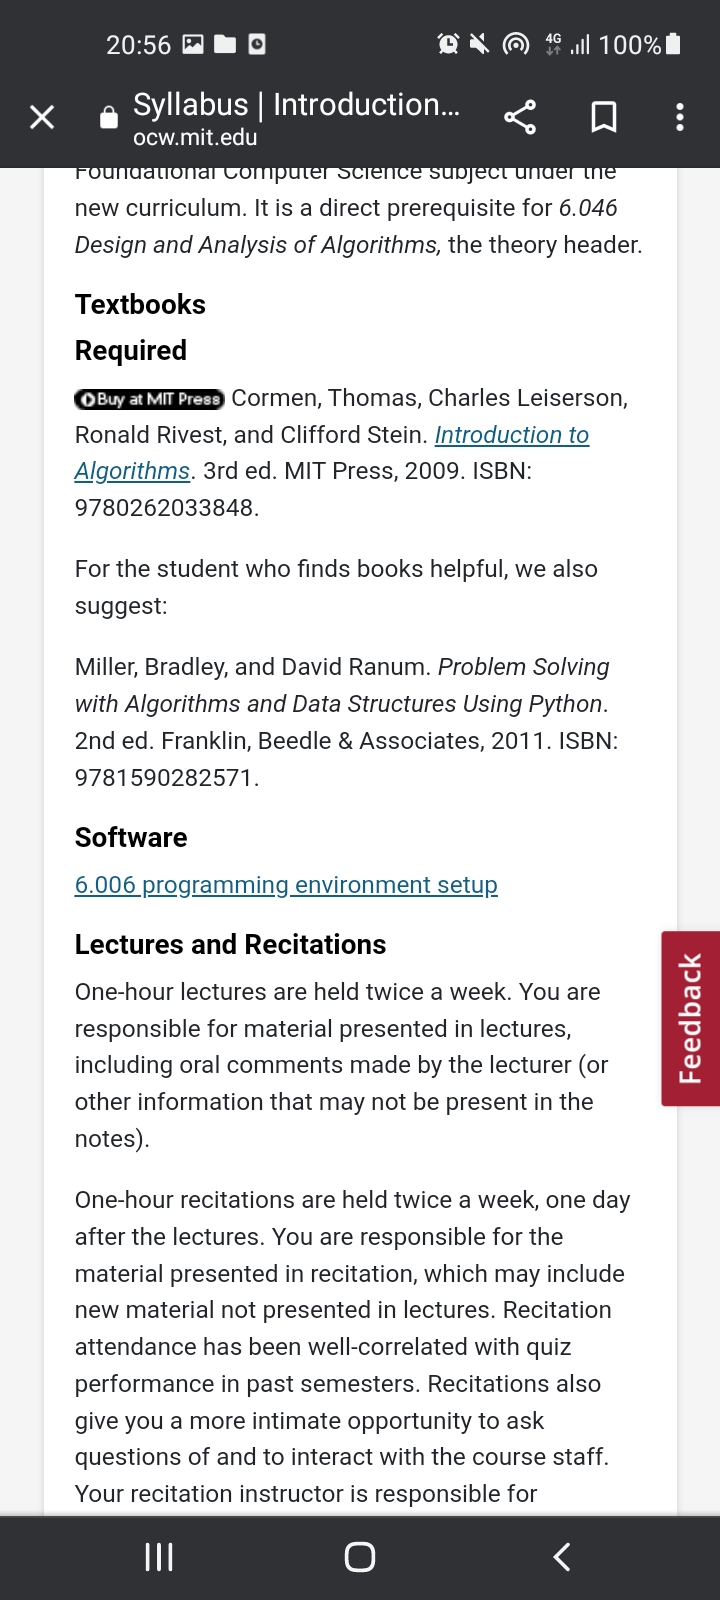 20:56 4G 100%
Syllabus | Introduction...
ocw.mit.edu
Foundational Computer Science subject under the
new curriculum. It is a direct prerequisite for 6.046
Design and Analysis of Algorithms, the theory header.
Textbooks
Required
Buy at MIT Press Cormen, Thomas, Charles Leiserson,
Ronald Rivest, and Clifford Stein. Introduction to
Algorithms. 3rd ed. MIT Press, 2009. ISBN:
9780262033848.
For the student who finds books helpful, we also
suggest:
Miller, Bradley, and David Ranum. Problem Solving
with Algorithms and Data Structures Using Python.
2nd ed. Franklin, Beedle & Associates, 2011. ISBN:
9781590282571.
Software
6.006 programming environment setup
Lectures and Recitations
One-hour lectures are held twice a week. You are
responsible for material presented in lectures,
including oral comments made by the lecturer (or
other information that may not be present in the
notes).
One-hour recitations are held twice a week, one day
after the lectures. You are responsible for the
material presented in recitation, which may include
new material not presented in lectures. Recitation
attendance has been well-correlated with quiz
performance in past semesters. Recitations also
give you a more intimate opportunity to ask
questions of and to interact with the course staff.
Your recitation instructor is responsible for
Feedback